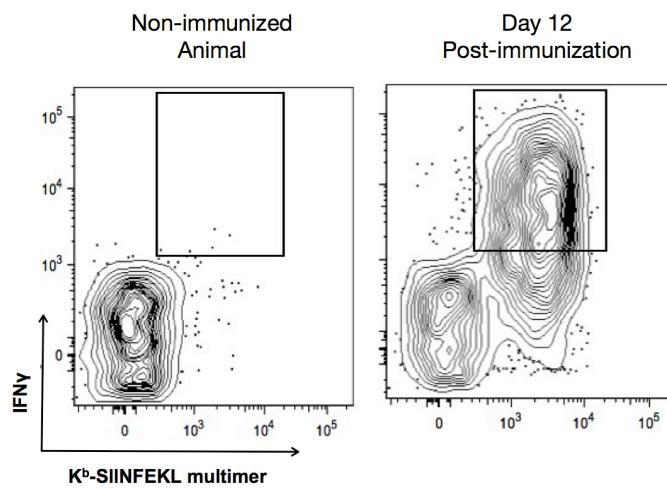 Non-immunized
Animal
Day 12
Post-immunization
10⁵
10⁴
10³
0
0
10³
10⁴
10⁵
0
10³
10⁴
10⁵
IFNγ
Kᵇ-SIINFEKL multimer